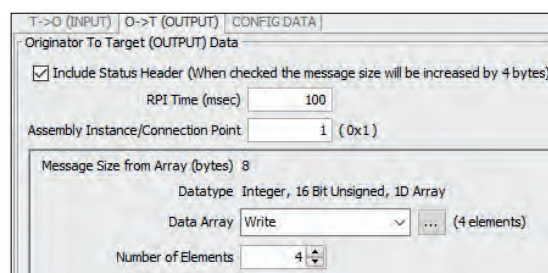 T->O (INPUT) O->T (OUTPUT) CONFIG DATA
Originator To Target (OUTPUT) Data
Include Status Header (When checked the message size will be increased by 4 bytes)
RPI Time (msec) 100
Assembly Instance/Connection Point 1 (0x1)
Message Size from Array (bytes) 8
Datatype Integer, 16 Bit Unsigned, 1D Array
Data Array Write ... (4 elements)
Number of Elements 4